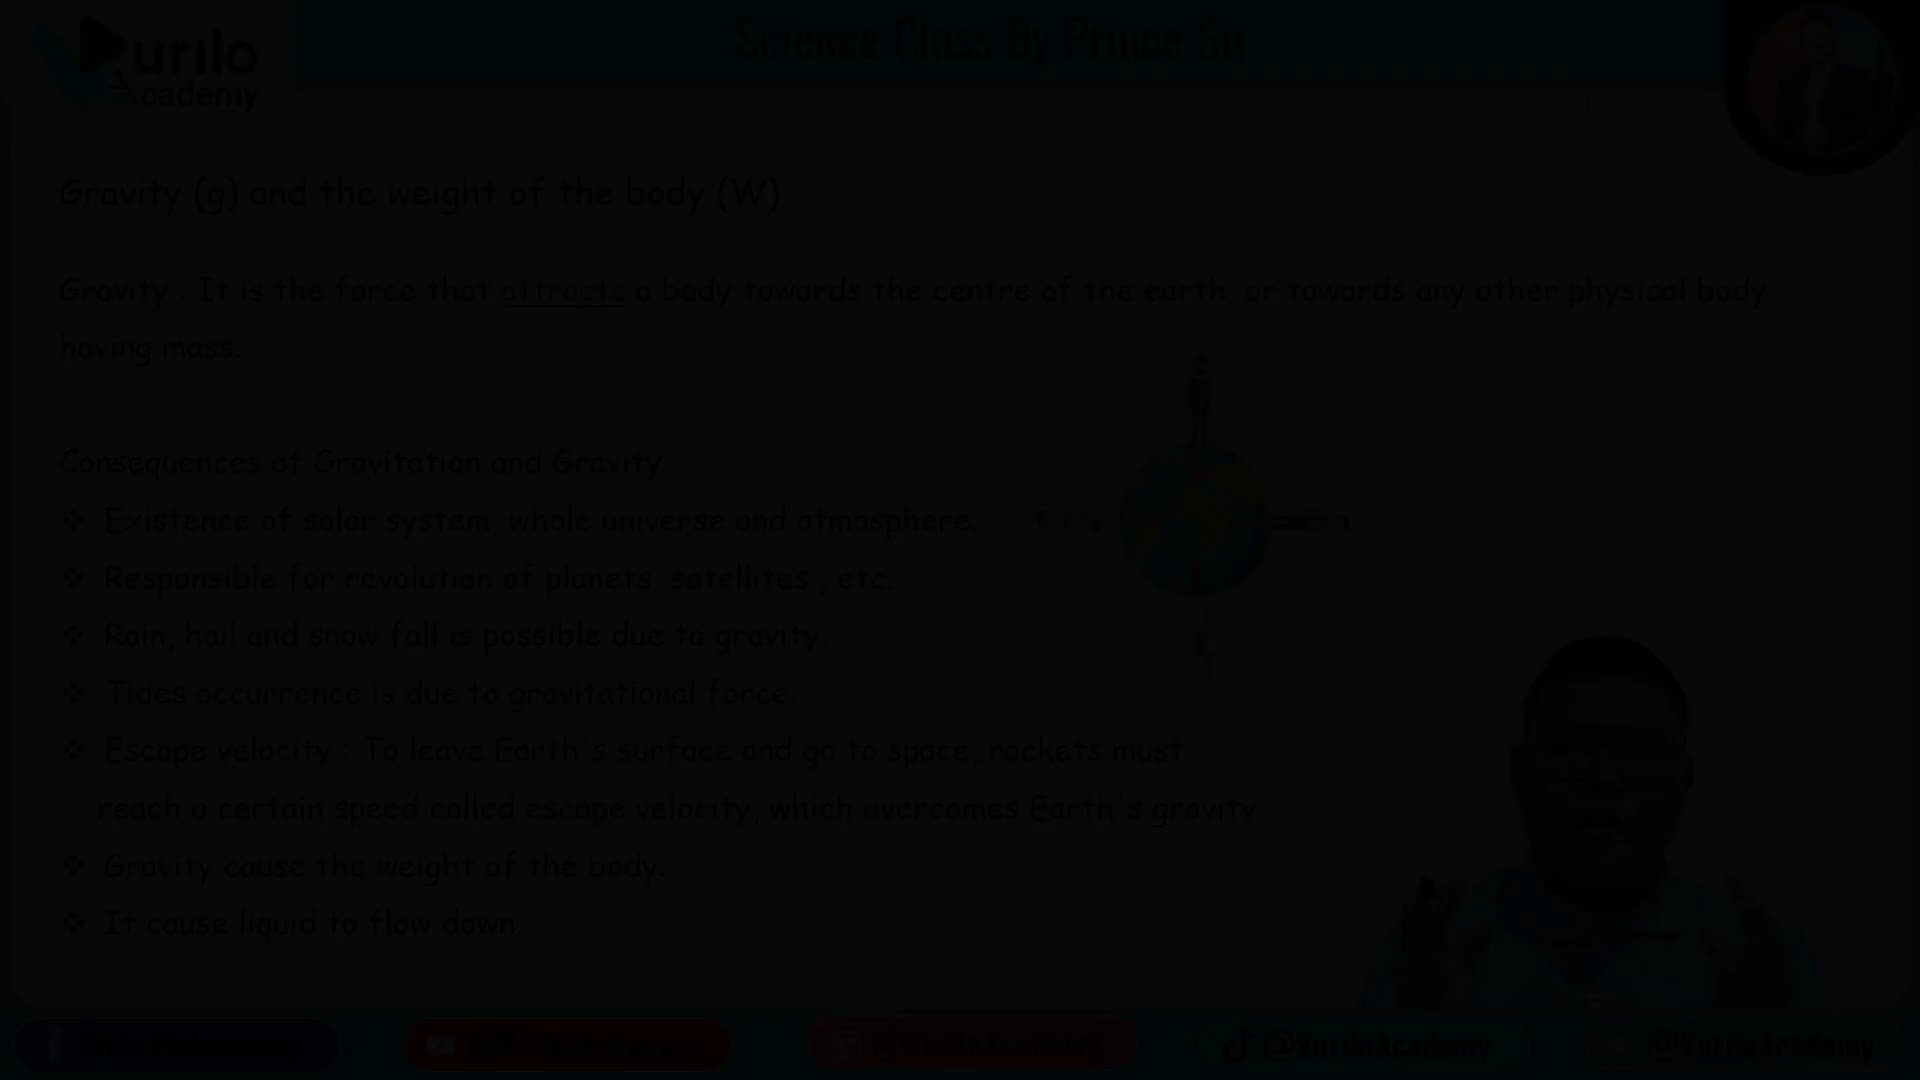 Vurilo
Academy
Science Class By Prince Sir
Gravity (g) and the weight of the body (W)
Gravity : It is the force that attracts a body towards the centre of the earth, or towards any other physical body
having mass.
Consequences of Gravitation and Gravity
❖ Existence of solar system, whole universe and atmosphere.
❖ Responsible for revolution of planets, satellites , etc.
❖ Rain, hail and snow fall is possible due to gravity.
❖ Tides occurrence is due to gravitational force.
❖ Escape velocity : To leave Earth's surface and go to space, rockets must
reach a certain speed called escape velocity, which overcomes Earth's gravity.
❖ Gravity cause the weight of the body.
❖ It cause liquid to flow down.
@VuriloAcademy
@VuriloAcademy
@VuriloAcademy
@VuriloAcademy
@VuriloAcademy